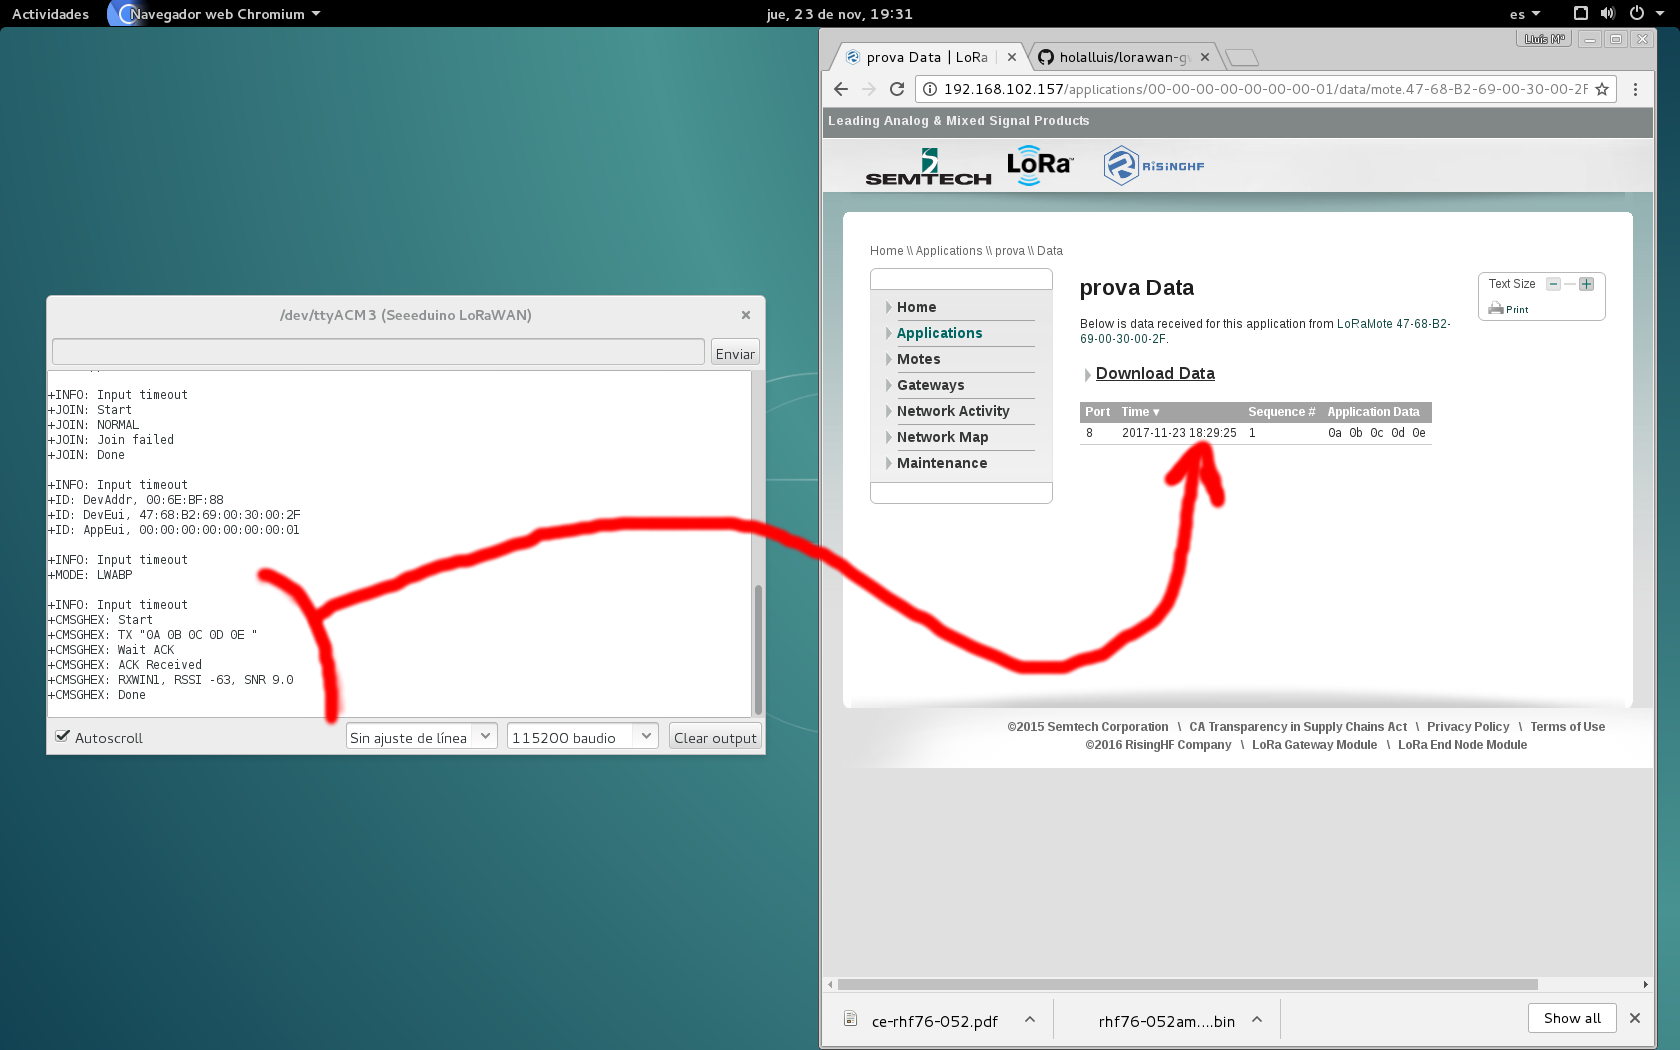 Actividades
Navegador web Chromium
jue, 23 de nov, 19:31
es
/dev/ttyACM3 (Seeeduino LoRaWAN)
Enviar
+INFO: Input timeout
+JOIN: Start
+JOIN: NORMAL
+JOIN: Join failed
+JOIN: Done
+INFO: Input timeout
+ID: DevAddr, 00:6E:BF:88
+ID: DevEui, 47:68:B2:69:00:30:00:2F
+ID: AppEui, 00:00:00:00:00:00:00:01
+INFO: Input timeout
+MODE: LWABP
+INFO: Input timeout
+CMSGHEX: Start
+CMSGHEX: TX "0A 0B 0C 0D 0E "
+CMSGHEX: Wait ACK
+CMSGHEX: ACK Received
+CMSGHEX: RXWIN1, RSSI -63, SNR 9.0
+CMSGHEX: Done
Autoscroll
Sin ajuste de línea
115200 baudio
Clear output
Lluís Mª
prova Data | LoRa
holalluis/lorawan-g
192.168.102.157/applications/00-00-00-00-00-00-00-01/data/mote.47-68-B2-69-00-30-00-2F
Leading Analog & Mixed Signal Products
SEMTECH
LoRa™
RISINGHF
Home \\ Applications \\ prova \\ Data
Home
Applications
Motes
Gateways
Network Activity
Network Map
Maintenance
prova Data
Text Size
Print
Below is data received for this application from LoRaMote 47-68-B2-
69-00-30-00-2F.
Download Data
Port Time ▾ Sequence # Application Data
8 2017-11-23 18:29:25 1 0a 0b 0c 0d 0e
©2015 Semtech Corporation \ CA Transparency in Supply Chains Act \ Privacy Policy \ Terms of Use
©2016 RisingHF Company \ LoRa Gateway Module \ LoRa End Node Module
ce-rhf76-052.pdf
rhf76-052am....bin
Show all